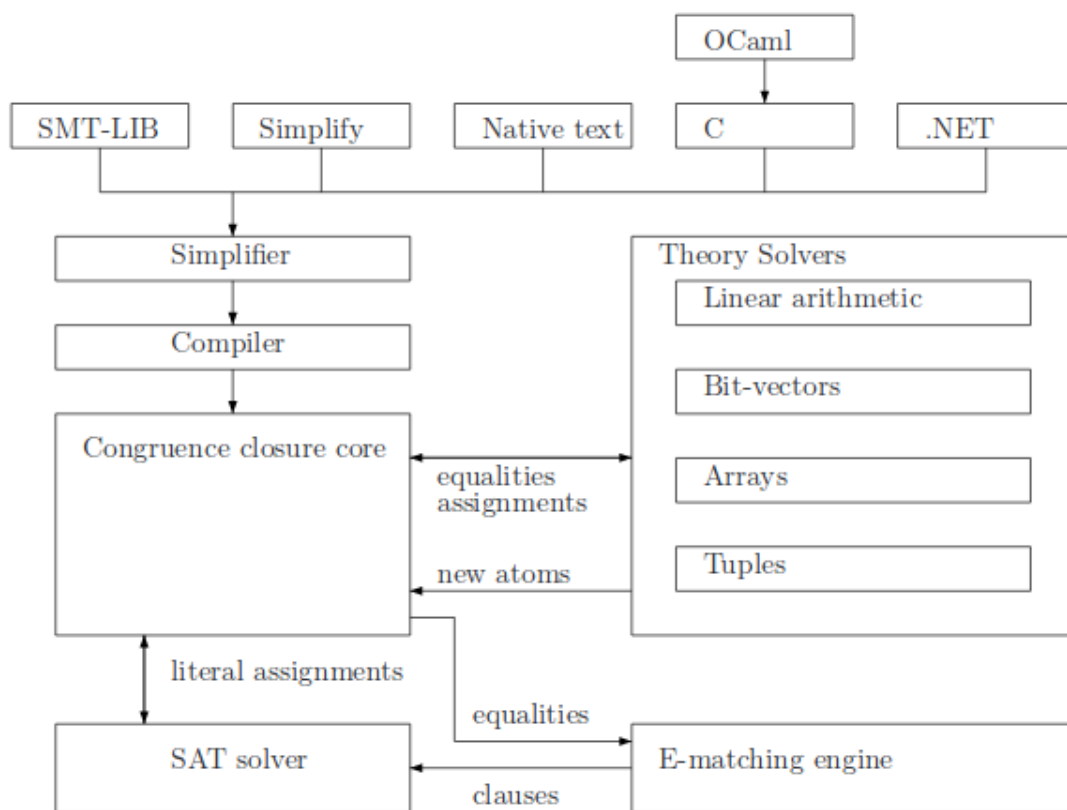 OCaml
SMT-LIB
Simplify
Native text
C
.NET
Simplifier
Compiler
Congruence closure core
equalities
assignments
new atoms
literal assignments
Theory Solvers
Linear arithmetic
Bit-vectors
Arrays
Tuples
equalities
SAT solver
clauses
E-matching engine